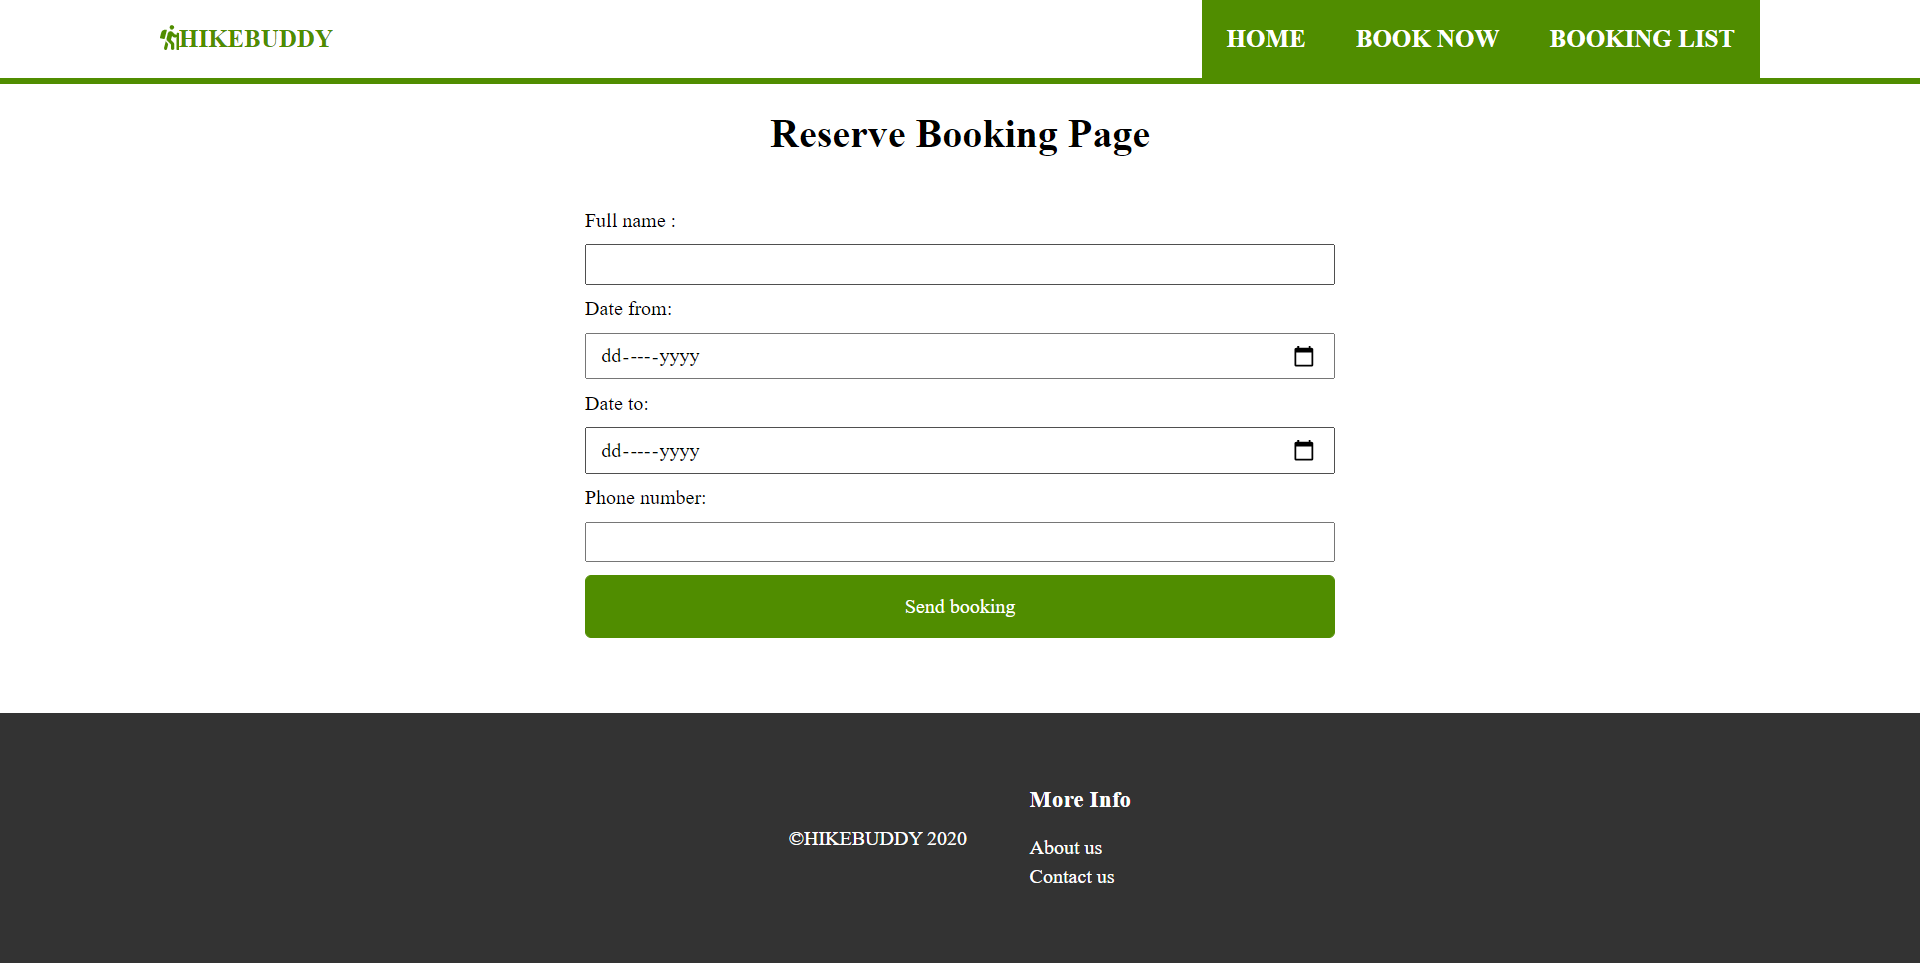 HIKEBUDDY
HOME BOOK NOW BOOKING LIST
Reserve Booking Page
Full name :
Date from:
dd-----yyyy
Date to:
dd-----yyyy
Phone number:
Send booking
©HIKEBUDDY 2020
More Info
About us
Contact us